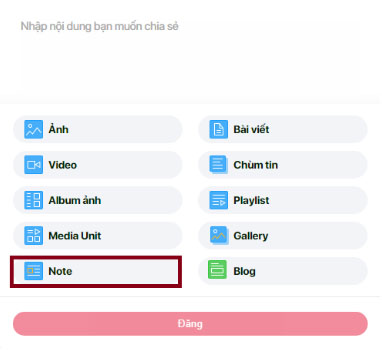 Nhập nội dung bạn muốn chia sẻ
Ảnh
Bài viết
Video
Chùm tin
Album ảnh
Playlist
Media Unit
Gallery
Note
Blog
Đăng